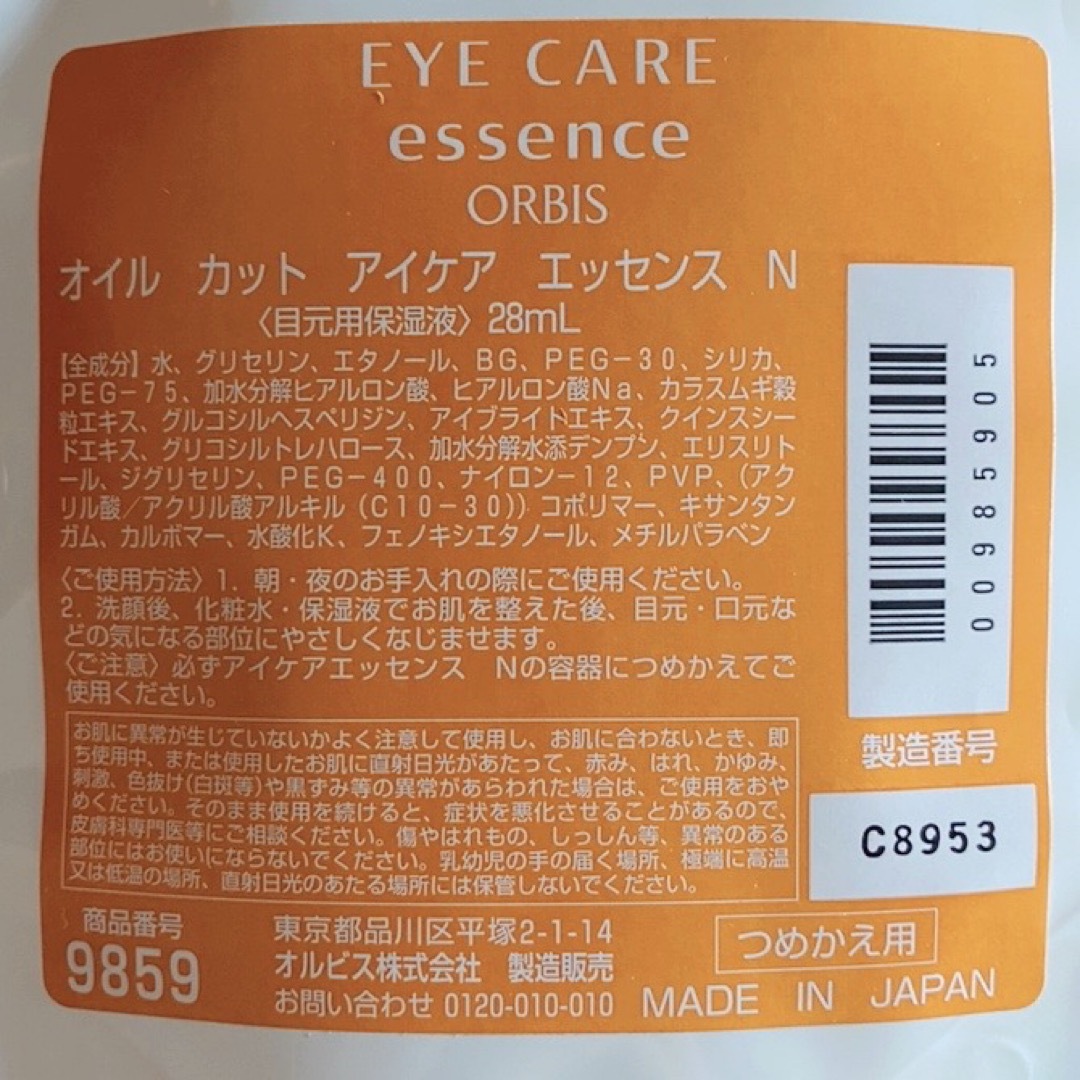 EYE CARE
essence
ORBIS
オイル カット アイケア エッセンス N
〈目元用保湿液〉28mL
【全成分】水、グリセリン、エタノール、BG、PEG－30、シリカ、
PEG－75、加水分解ヒアルロン酸、ヒアルロン酸Na、カラスムギ穀
粒エキス、グルコシルヘスペリジン、アイブライトエキス、クインスシー
ドエキス、グリコシルトレハロース、加水分解水添デンプン、エリスリト
ール、ジグリセリン、PEG－400、ナイロン－12、PVP、（アク
リル酸／アクリル酸アルキル（C10－30））コポリマー、キサンタン
ガム、カルボマー、水酸化K、フェノキシエタノール、メチルパラベン
〈ご使用方法〉1. 朝・夜のお手入れの際にご使用ください。
2. 洗顔後、化粧水・保湿液でお肌を整えた後、目元・口元な
どの気になる部位にやさしくなじませます。
〈ご注意〉必ずアイケアエッセンス Nの容器につめかえてご
使用ください。
お肌に異常が生じていないかよく注意して使用し、お肌に合わないとき、即
ち使用中、または使用したお肌に直射日光があたって、赤み、はれ、かゆみ、
刺激、色抜け(白斑等)や黒ずみ等の異常があらわれた場合は、ご使用をおや
めください。そのまま使用を続けると、症状を悪化させることがあるので、
皮膚科専門医等にご相談ください。傷やはれもの、しっしん等、異常のある
部位にはお使いにならないでください。乳幼児の手の届く場所、極端に高温
又は低温の場所、直射日光のあたる場所には保管しないでください。
商品番号
9859
東京都品川区平塚2-1-14
オルビス株式会社 製造販売
お問い合わせ 0120-010-010
つめかえ用
MADE IN JAPAN
00985905
製造番号
C8953